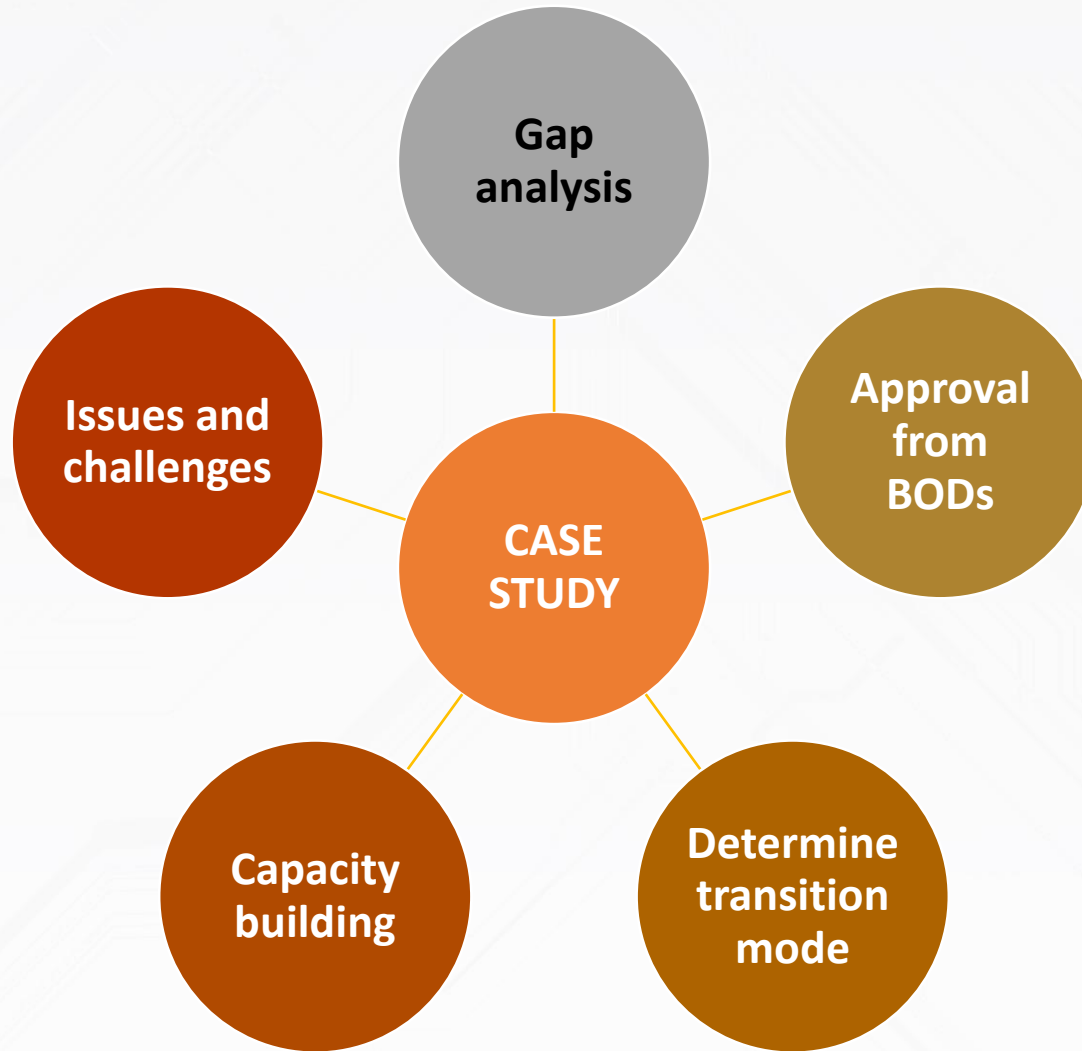 Gap
analysis
Approval
from
BODs
Determine
transition
mode
Capacity
building
Issues and
challenges
CASE
STUDY